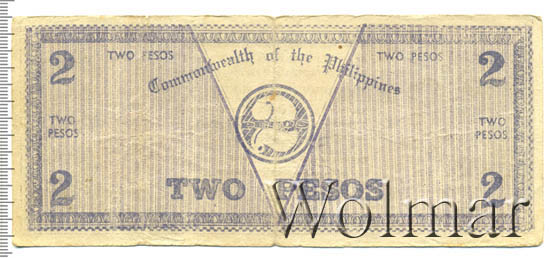 2 TWO PESOS TWO PESOS 2
Commonwealth of the Philippines
TWO PESOS 2 TWO PESOS
2 TWO PESOS 2
Wolmar